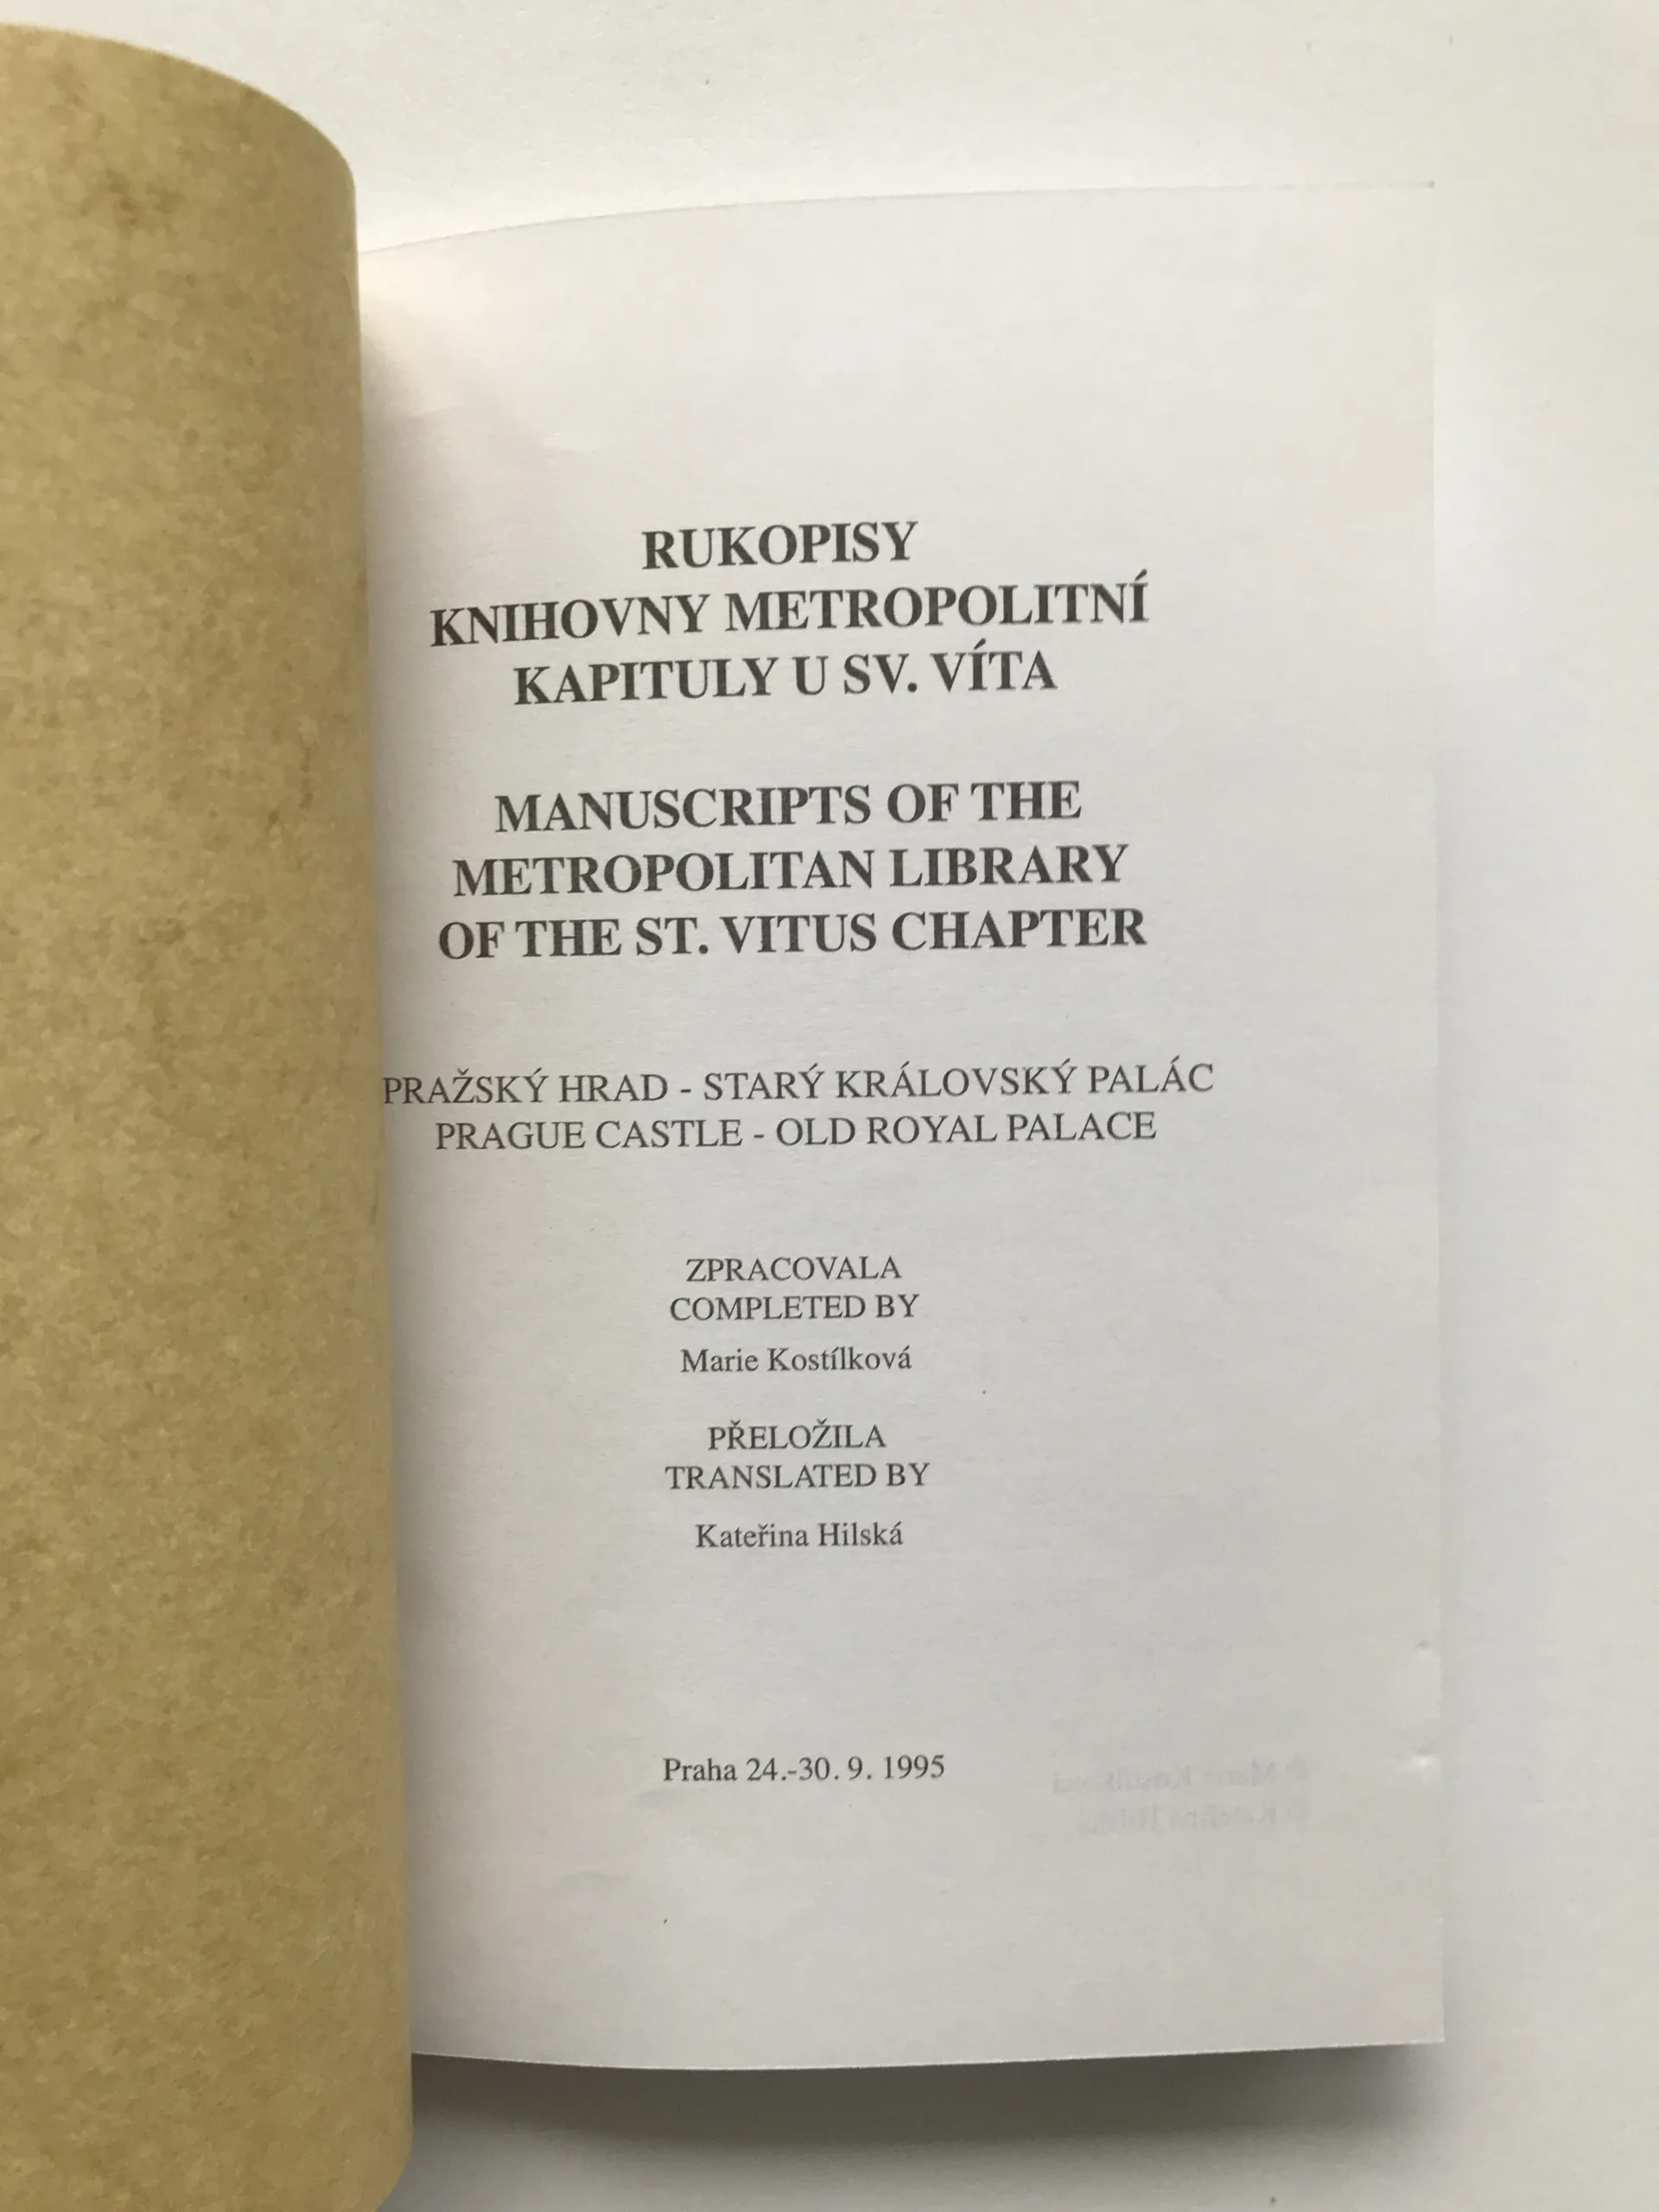 RUKOPISY
KNIHOVNY METROPOLITNÍ
KAPITULY U SV. VÍTA
MANUSCRIPTS OF THE
METROPOLITAN LIBRARY
OF THE ST. VITUS CHAPTER
PRAŽSKÝ HRAD - STARÝ KRÁLOVSKÝ PALÁC
PRAGUE CASTLE - OLD ROYAL PALACE
ZPRACOVALA
COMPLETED BY
Marie Kostílková
PŘELOŽILA
TRANSLATED BY
Kateřina Hilská
Praha 24.-30. 9. 1995